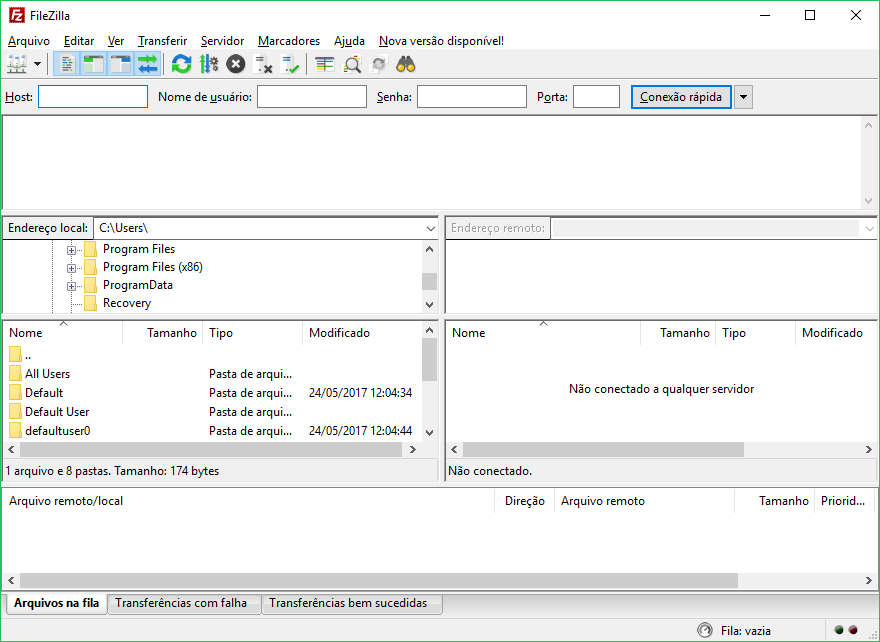 FileZilla
Arquivo Editar Ver Transferir Servidor Marcadores Ajuda Nova versão disponível!
Host: Nome de usuário: Senha: Porta: Conexão rápida
Endereço local: C:\Users\
Program Files
Program Files (x86)
ProgramData
Recovery
Endereço remoto:
Nome Tamanho Tipo Modificado
..
All Users Pasta de arqui...
Default Pasta de arqui... 24/05/2017 12:04:34
Default User Pasta de arqui...
defaultuser0 Pasta de arqui... 24/05/2017 12:04:44
1 arquivo e 8 pastas. Tamanho: 174 bytes
Nome Tamanho Tipo Modificado
Não conectado a qualquer servidor
Não conectado.
Arquivo remoto/local Direção Arquivo remoto Tamanho Priorid...
Arquivos na fila Transferências com falha Transferências bem sucedidas
Fila: vazia